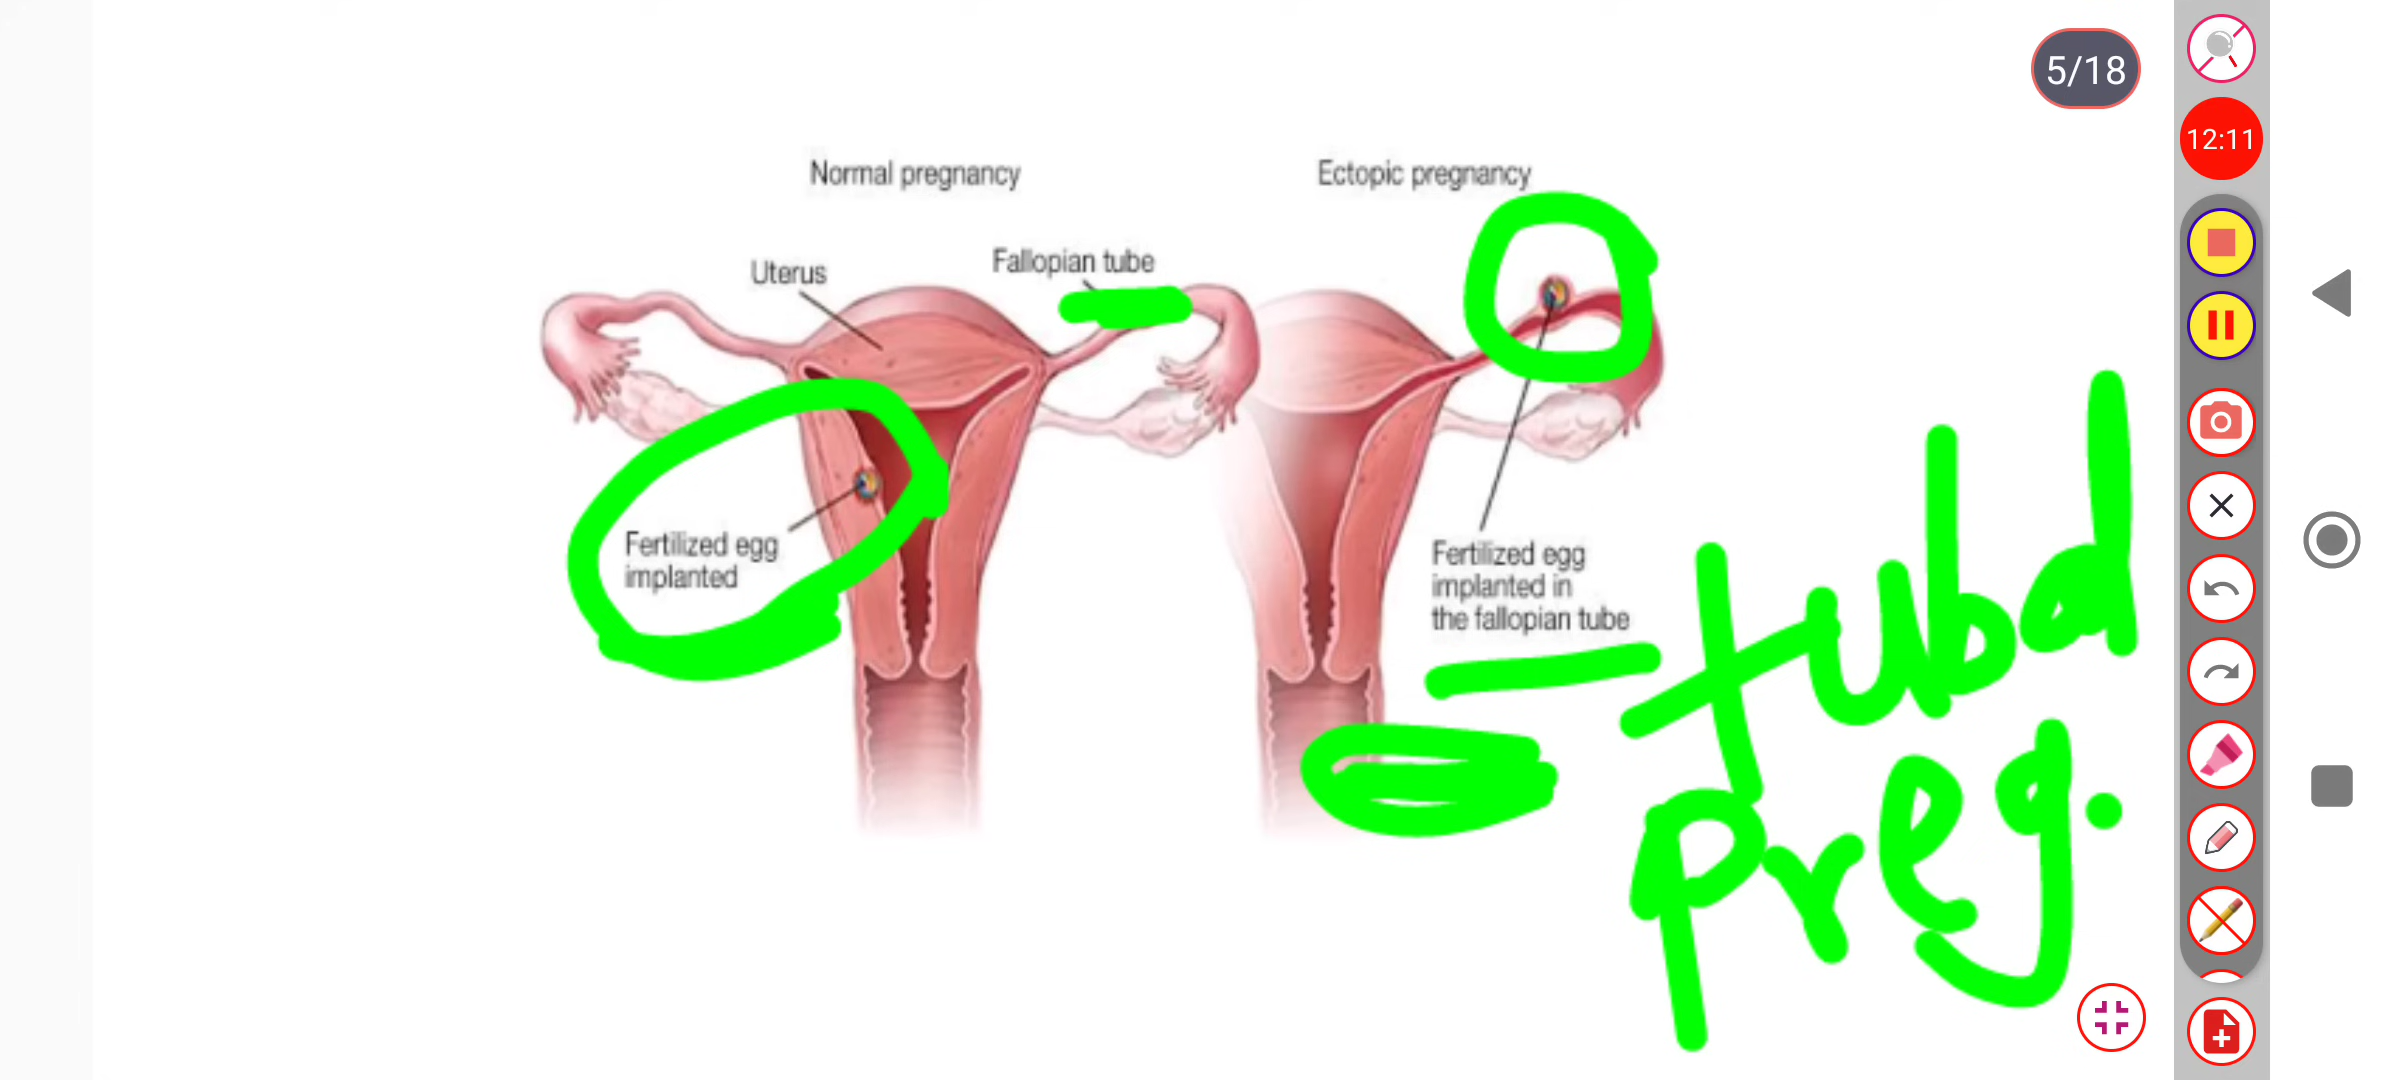 5/18
12:11
Normal pregnancy
Ectopic pregnancy
Uterus
Fallopian tube
Fertilized egg
implanted
Fertilized egg
implanted in
the fallopian tube
tubal
preg.